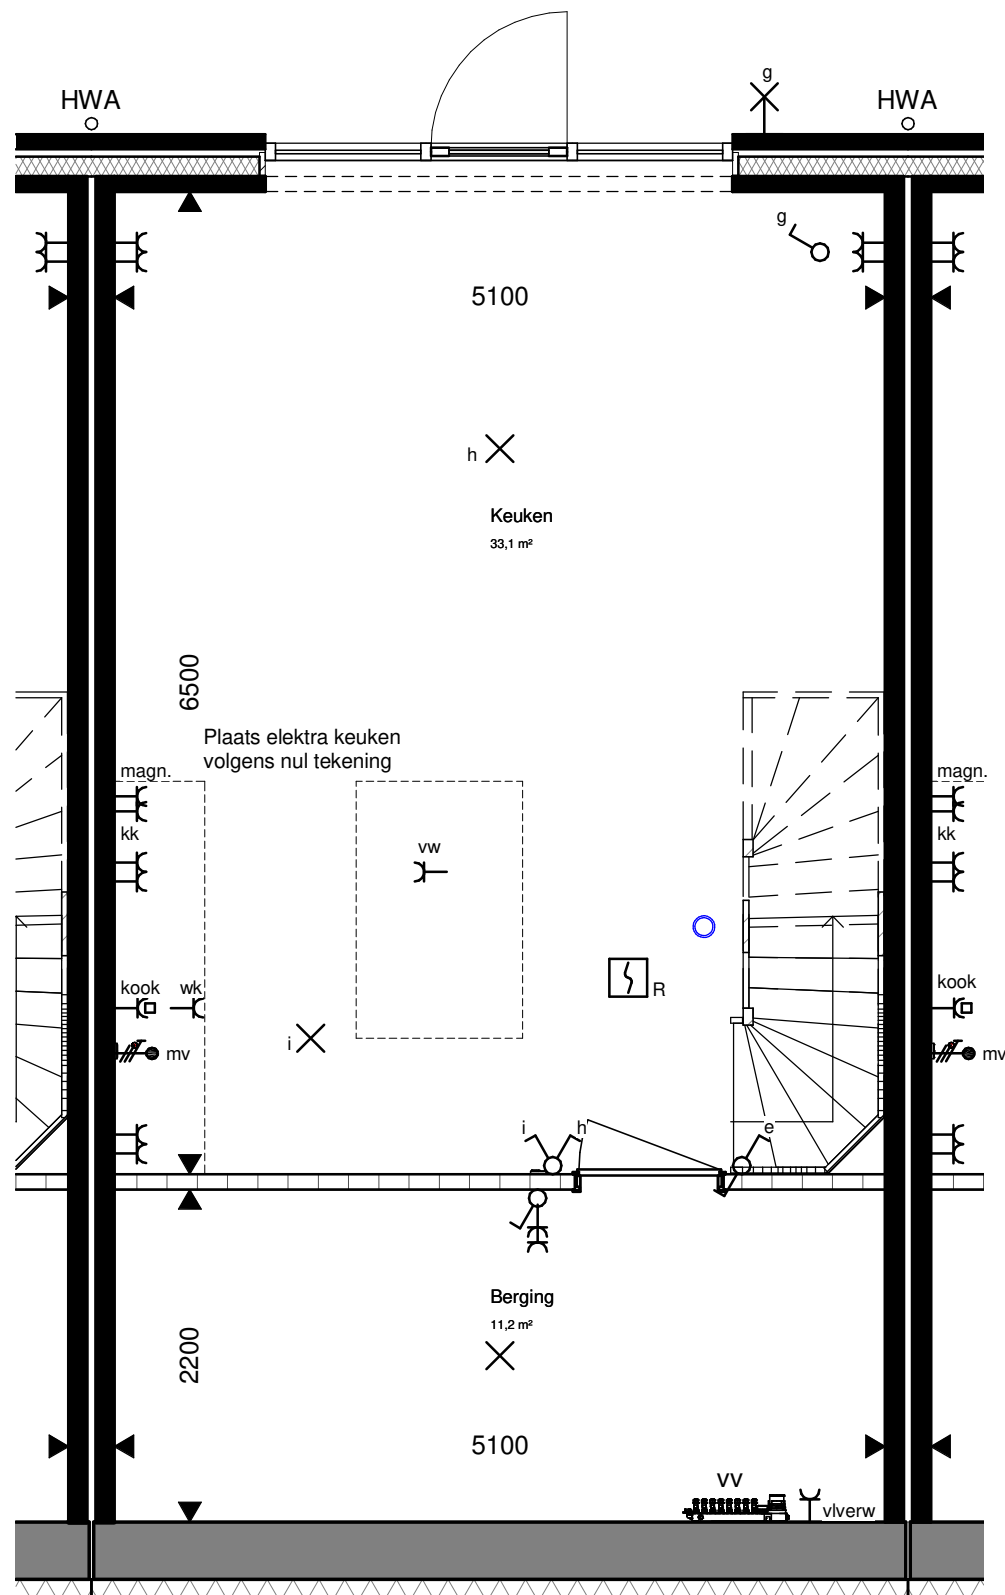 g
HWA
HWA
g
5100
h
Keuken
33,1 m²
6500
Plaats elektra keuken
volgens nul tekening
magn.
magn.
kk
kk
vw
kook
wk
kook
R
i
mv
mv
i
h
e
Berging
11,2 m²
2200
5100
VV
vlverw